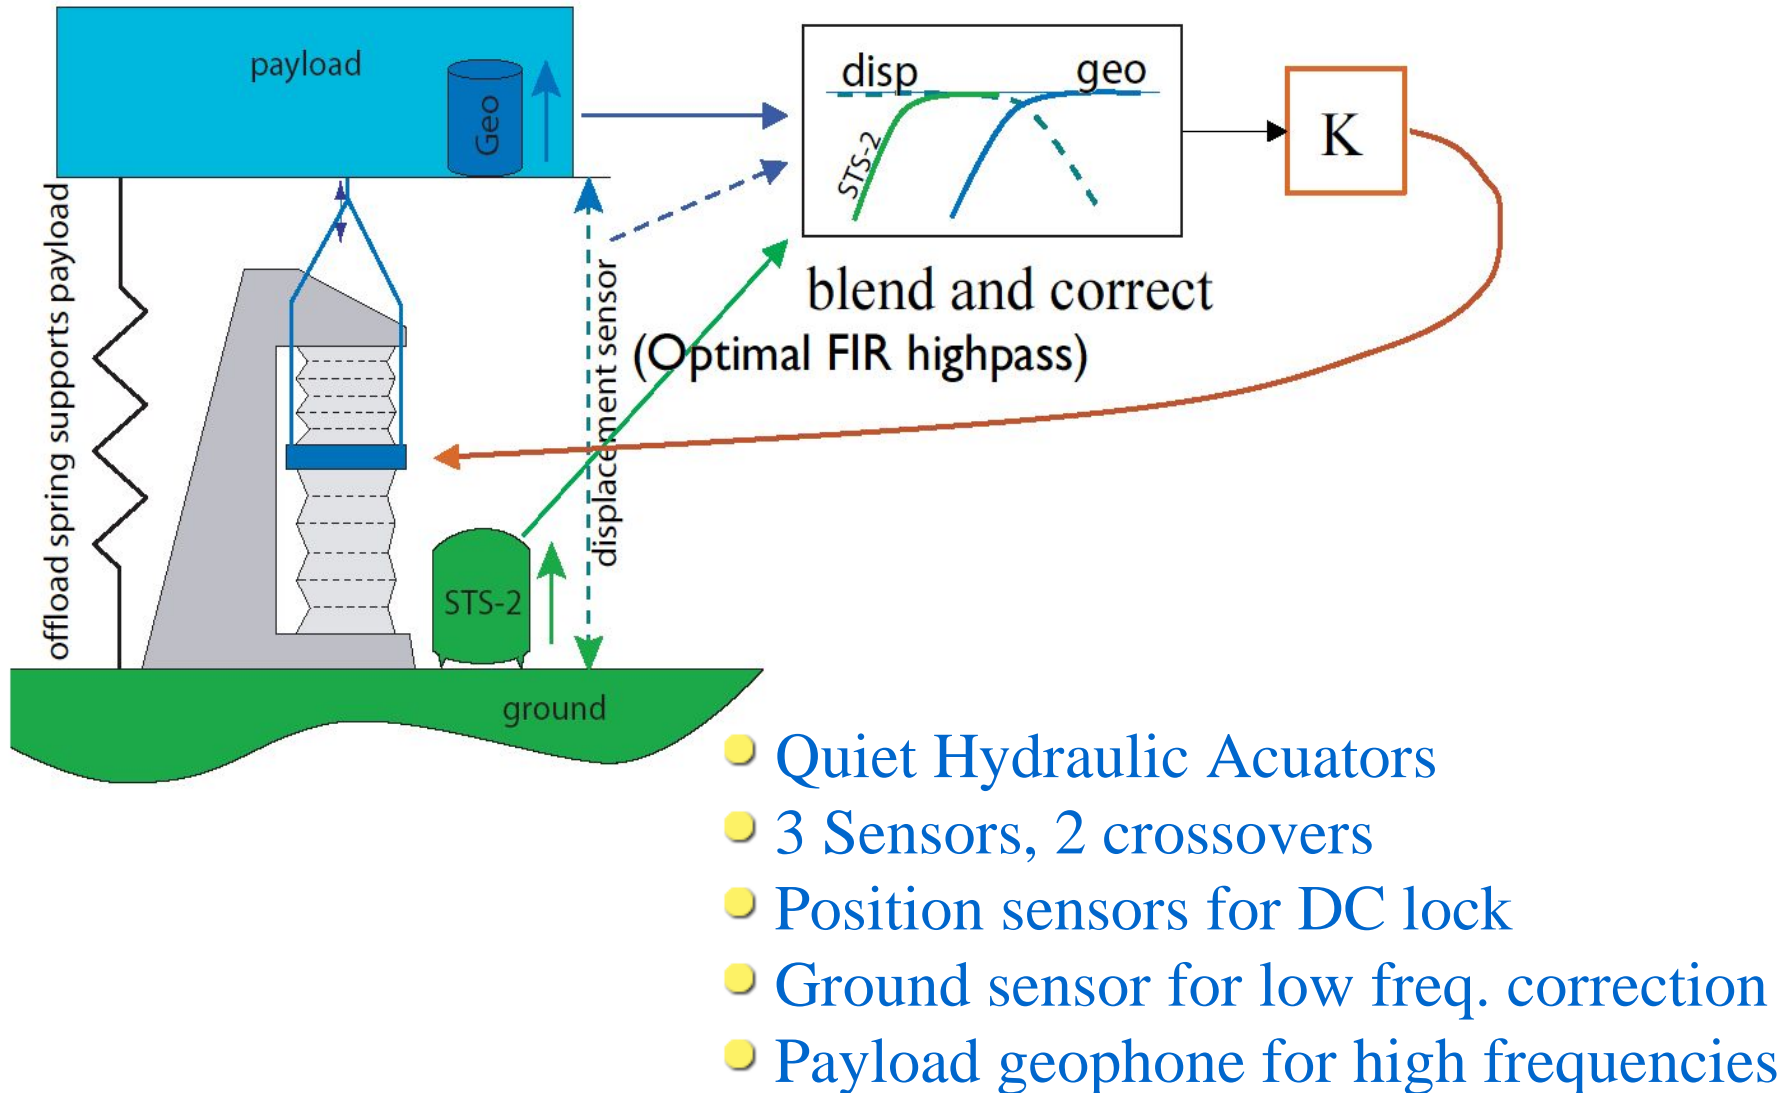 payload
Geo
disp
geo
STS-2
K
blend and correct
(Optimal FIR highpass)
offload spring supports payload
displacement sensor
STS-2
ground
Quiet Hydraulic Acuators
3 Sensors, 2 crossovers
Position sensors for DC lock
Ground sensor for low freq. correction
Payload geophone for high frequencies